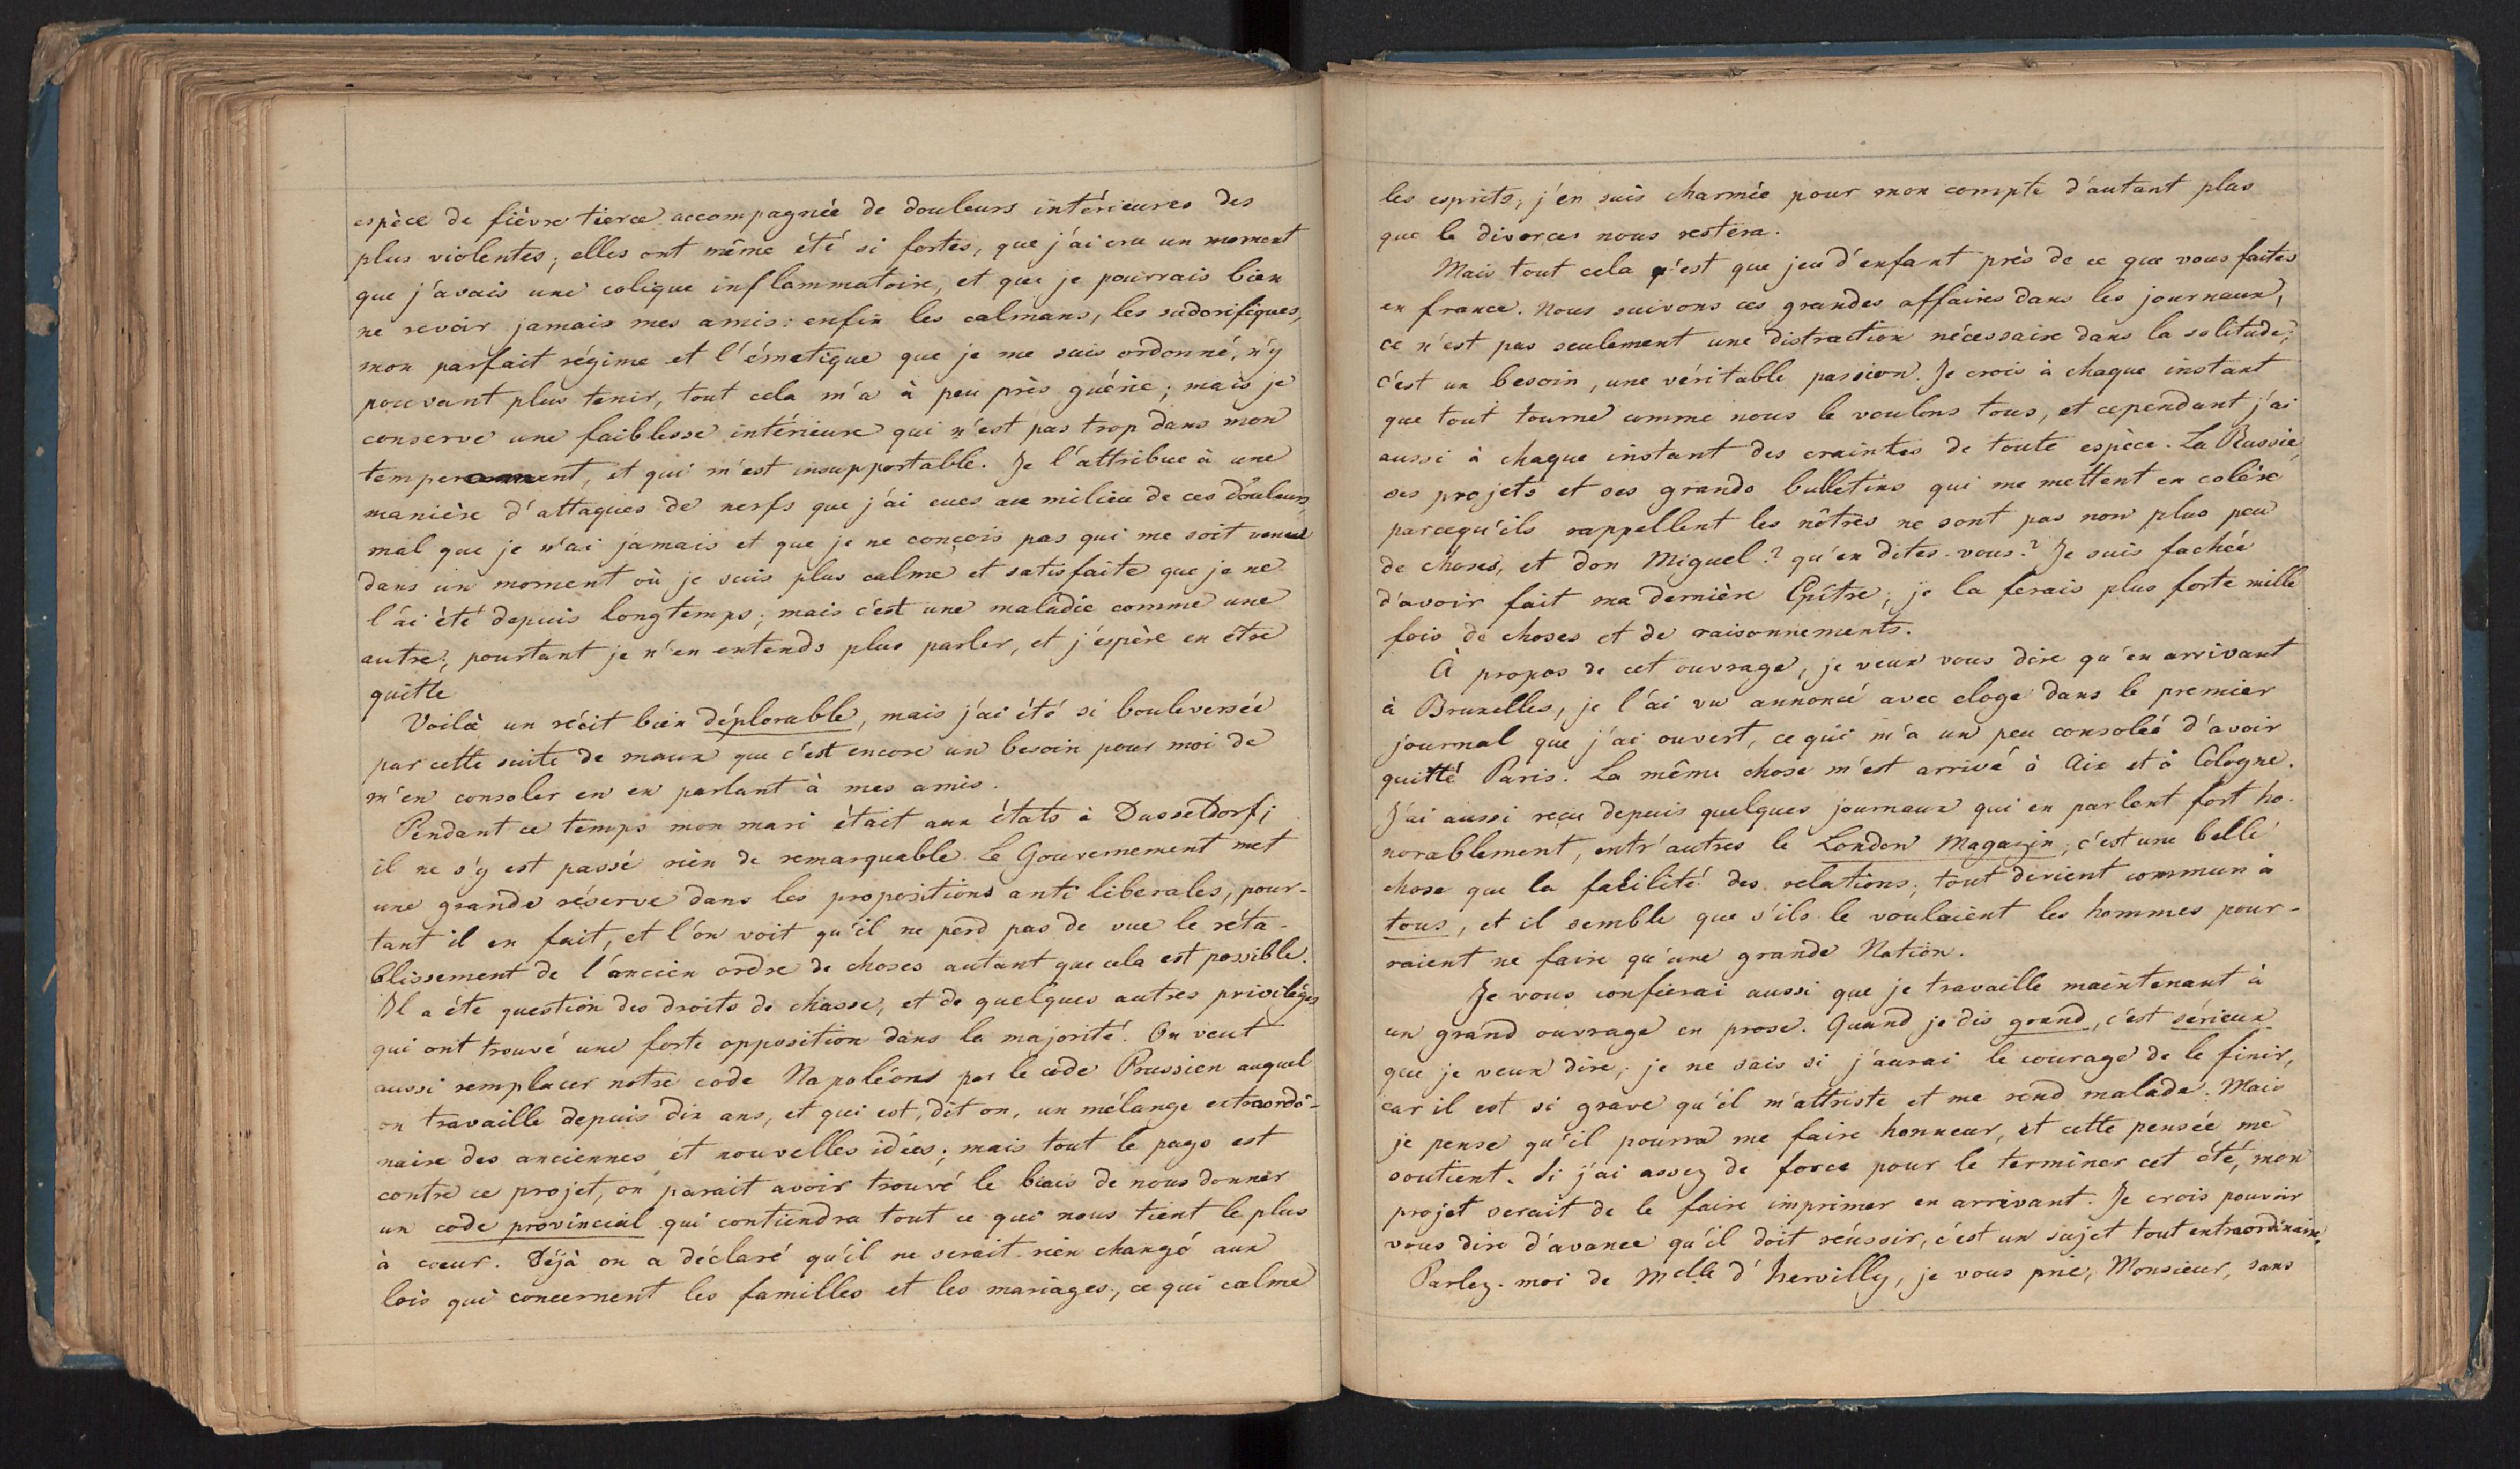 espèce de fièvre tierce accompagnée de douleurs intérieures des
plus violentes; elles ont même été si fortes, que j'ai cru un moment
que j'avais une colique inflammatoire, et que je pourrais bien
ne revoir jamais mes amis: enfin les calmans, les sudorifiques,
mon parfait régime et l'émetique que je me suis ordonné, n'y
pouvant plus tenir, tout cela m'a à peu près guérie; mais je
conserve une faiblesse intérieure qui n'est pas trop dans mon
temperamment, et qui m'est insupportable. Je l'attribue à une
manière d'attaques de nerfs que j'ai eues au milieu de ces douleurs,
mal que je n'ai jamais et que je ne conçois pas qui me soit venu
dans un moment où je suis plus calme et satisfaite que je ne
l'ai été depuis longtemps; mais c'est une maladie comme une
autre; pourtant je n'en entends plus parler, et j'espère en être
quitte
Voilà un récit bien déplorable, mais j'ai été si bouleversée
par cette suite de maux que c'est encore un besoin pour moi de
m'en consoler en en parlant à mes amis.
Pendant ce temps mon mari était aux états à Dusseldorf;
il ne s'y est passé rien de remarquable. Le Gouvernement met
une grande réserve dans les propositions anti liberales, pour-
tant il en fait, et l'on voit qu'il ne perd pas de vue le réta-
blissement de l'ancien ordre de choses autant que cela est possible.
Il a été question des droits de chasse, et de quelques autres privilèges
qui ont trouvé une forte opposition dans la majorité. On veut
aussi remplacer notre code Napoléons par le code Prussien auquel
on travaille depuis dix ans, et qui est, dit on, un mélange extraordi-
naire des anciennes et nouvelles idées; mais tout le pays est
contre ce projet, on parait avoir trouvé le biais de nous donner
un code provincial qui contiendra tout ce qui nous tient le plus
à coeur. Déjà on a déclaré qu'il ne serait rien changé aux
lois qui concernent les familles et les mariages, ce qui calme
les esprits; j'en suis charmée pour mon compte d'autant plus
que le divorces nous restera.
Mais tout cela n'est que jeu d'enfant près de ce que vous faites
en france. Nous suivons ces grandes affaires dans les journaux,
ce n'est pas seulement une distraction nécessaire dans la solitude;
c'est un besoin, une véritable passion. Je crois à chaque instant
que tout tourne comme nous le voulons tous, et cependant j'ai
aussi à chaque instant des craintes de toute espèce. La Russie,
ses projets et ses grands bulletins qui me mettent en colère
parcequ'ils rappellent les nôtres ne sont pas non plus peu
de choses, et don Miguel? qu'en dites-vous? Je suis fachée
d'avoir fait ma dernière Epître; je la ferais plus forte mille
fois de choses et de raisonnements.
À propos de cet ouvrage, je veux vous dire qu'en arrivant
à Bruxelles, je l'ai vu annoncé avec eloge dans le premier
journal que j'ai ouvert, ce qui m'a un peu consolée d'avoir
quitté Paris. La même chose m'est arrivé à Aix et à Cologne.
J'ai aussi reçu depuis quelques journaux qui en parlent fort ho-
norablement, entr'autres le London Magazin; c'est une belle
chose que la facilité des relations; tout devient commun à
tous, et il semble que s'ils le voulaient les hommes pour-
raient ne faire qu'une grande Nation.
Je vous confierai aussi que je travaille maintenant à
un grand ouvrage en prose. Quand je dis grand, c'est sérieux
que je veux dire; je ne sais si j'aurai le courage de le finir,
car il est si grave qu'il m'attriste et me rend malade. Mais
je pense qu'il pourra me faire honneur, et cette pensée me
soutient. Si j'ai assez de force pour le terminer cet été, mon
projet serait de le faire imprimer en arrivant. Je crois pouvoir
vous dire d'avance qu'il doit réussir, c'est un sujet tout extraordinaire.
Parlez-moi de Melle d'hervilly, je vous prie, Monsieur, sans